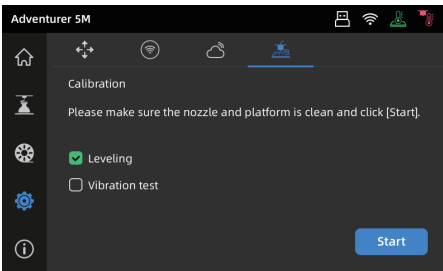 Adventurer 5M
Calibration
Please make sure the nozzle and platform is clean and click [Start].
Leveling
Vibration test
Start